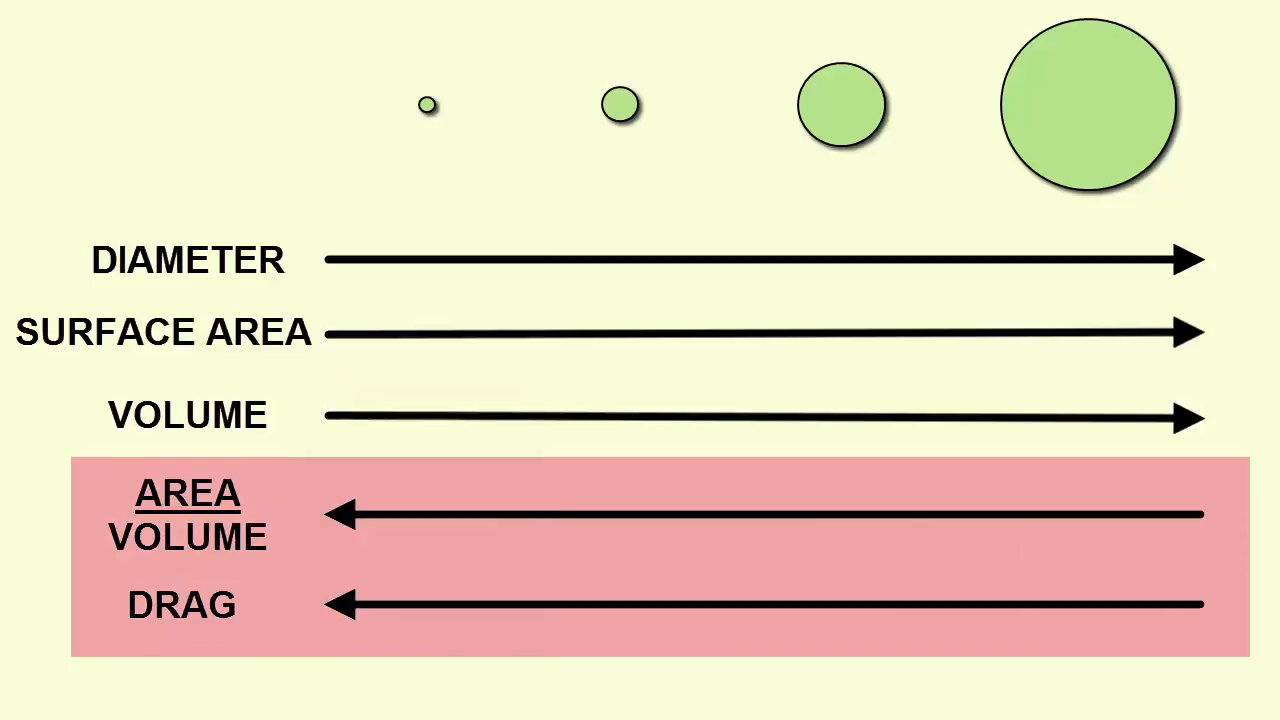 DIAMETER
SURFACE AREA
VOLUME
AREA
VOLUME
DRAG